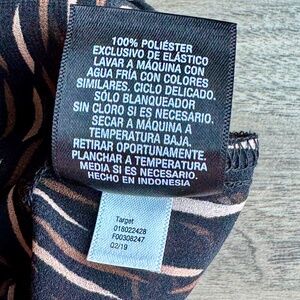 100% POLIÉSTER
EXCLUSIVO DE ELÁSTICO
LAVAR A MÁQUINA CON
AGUA FRÍA CON COLORES
SIMILARES, CICLO DELICADO.
SÓLO BLANQUEADOR
SIN CLORO SI ES NECESARIO.
SECAR A MÁQUINA A
TEMPERATURA BAJA.
RETIRAR OPORTUNAMENTE.
PLANCHAR A TEMPERATURA
MEDIA SI ES NECESARIO.
HECHO EN INDONESIA
Target
018022428
F00308247
02/19